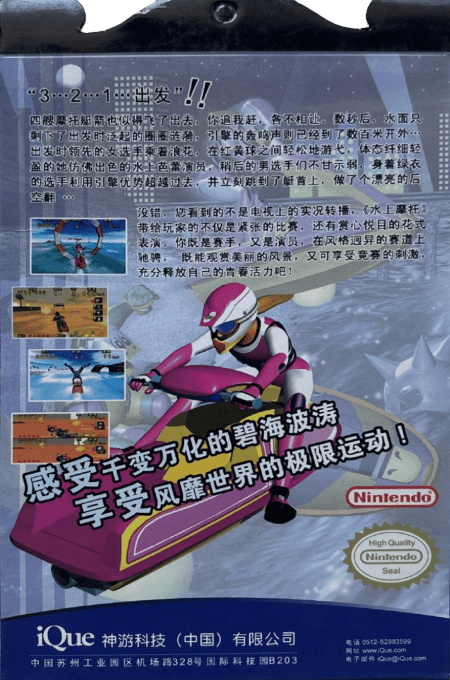 “3…2…1…出发”!!
四艘摩托艇箭也似得飞了出去，你追我赶，各不相让，数秒后，水面只
剩下了出发时泛起的圈圈涟漪，引擎的轰鸣声则已经到了数百米开外…
出发时领先的女选手乘着浪花，在红黄球之间轻松地游弋，体态纤细轻
盈的她仿佛出色的水上芭蕾演员。稍后的男选手们不甘示弱，身着绿衣
的选手利用引擎优势超越过去，并立刻跳到了艇首上，做了个漂亮的后
空翻 …
没错，您看到的不是电视上的实况转播，《水上摩托》
带给玩家的不仅是紧张的比赛，还有赏心悦目的花式
表演。你既是赛手，又是演员，在风格迥异的赛道上
驰骋，既能观赏美丽的风景，又可享受竞赛的刺激，
充分释放自己的青春活力吧！
感受千变万化的碧海波涛
享受风靡世界的极限运动！
Nintendo
High Quality
Nintendo
Seal
iQue 神游科技（中国）有限公司
中国苏州工业园区机场路328号国际科技园B203
电话 0512-62883599
网址 www.iQue.com
电子邮件 iQue@iQue.com